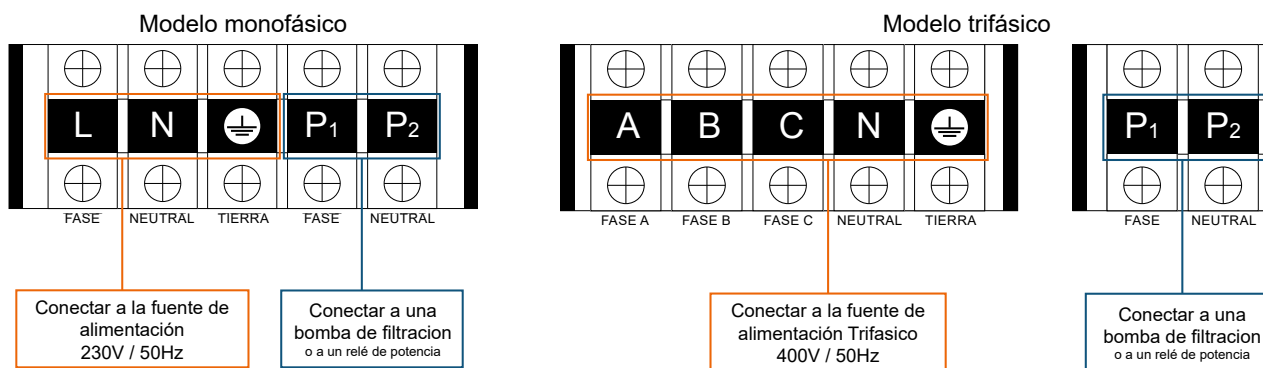 Modelo monofásico
L N P1 P2
FASE NEUTRAL TIERRA FASE NEUTRAL
Conectar a la fuente de
alimentación
230V / 50Hz
Conectar a una
bomba de filtracion
o a un relé de potencia
Modelo trifásico
A B C N
FASE A FASE B FASE C NEUTRAL TIERRA
Conectar a la fuente de
alimentación Trifasico
400V / 50Hz
P1 P2
FASE NEUTRAL
Conectar a una
bomba de filtracion
o a un relé de potencia